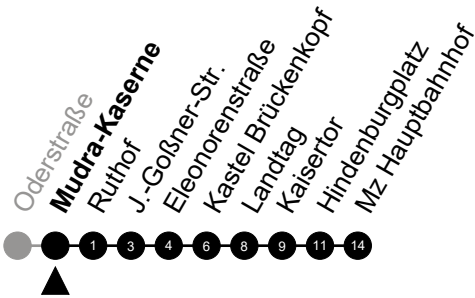 Oderstraße
Mudra-Kaserne
Ruthof
J.-Goßner-Str.
Eleonorenstraße
Kastel Brückenkopf
Landtag
Kaisertor
Hindenburgplatz
Mz Hauptbahnhof
1 3 4 6 8 9 11 14